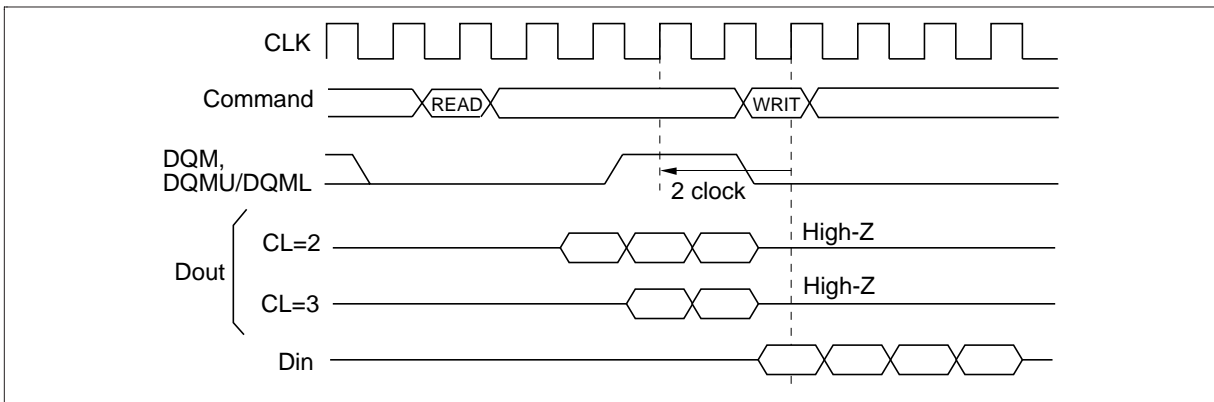 CLK
Command
READ
WRIT
DQM,
DQMU/DQML
2 clock
Dout
CL=2
High-Z
CL=3
High-Z
Din